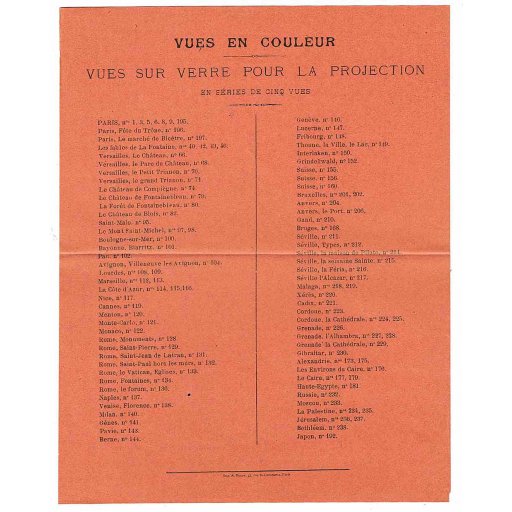 VUES EN COULEUR
VUES SUR VERRE POUR LA PROJECTION
EN SÉRIES DE CINQ VUES
PARIS, nos 1, 3, 5, 6, 8, 9, 195.
Paris, Fête du Trône, no 196.
Paris, Le marché de Bicêtre, no 197.
Les fables de La Fontaine, nos 40, 42, 43, 46.
Versailles, Le Château, no 66.
Versailles, le Parc du Château, no 68.
Versailles, le Petit Trianon, no 70.
Versailles, le grand Trianon, no 71.
Le Château de Compiègne, no 74.
Le Château de Fontainebleau, no 79.
La Forêt de Fontainebleau, no 80.
Le Château de Blois, no 82.
Saint-Malo, no 95.
Le Mont Saint-Michel, nos 97, 98.
Boulogne-sur-Mer, no 100.
Bayonne, Biarritz, no 101.
Pau, no 102.
Avignon, Villeneuve les Avignon, no 104.
Lourdes, nos 108, 109.
Marseille, nos 112, 113.
La Côte d'Azur, nos 114, 115, 116.
Nice, no 117.
Cannes, no 119.
Menton, no 120.
Monte-Carlo, no 121.
Monaco, no 122.
Rome, Monuments, no 128.
Rome, Saint-Pierre, no 129.
Rome, Saint-Jean de Latran, no 131.
Rome, Saint-Paul hors les murs, no 132.
Rome, le Vatican, Eglises, no 133.
Rome, Fontaines, no 134.
Rome, le forum, no 136.
Naples, no 137.
Venise, Florence, no 138.
Milan, no 140.
Gênes, no 141.
Pavie, no 143.
Berne, no 144.
Genève, no 146.
Lucerne, no 147.
Fribourg, no 148.
Thoune, la Ville, le Lac, no 149.
Interlaken, no 150.
Grindelwald, no 152.
Suisse, no 155.
Suisse, no 156.
Suisse, no 160.
Bruxelles, nos 201, 202.
Anvers, no 204.
Anvers, le Port, no 206.
Gand, no 210.
Bruges, no 168.
Séville, no 211.
Séville, Types, no 212.
Séville, la maison de Pilate, no 214.
Séville, la semaine Sainte, no 215.
Séville, la Féria, no 216.
Séville l'Alcazar, no 217.
Malaga, nos 218, 219.
Xérès, no 220.
Cadix, no 221.
Cordoue, no 223.
Cordoue, la Cathédrale, nos 224, 225.
Grenade, no 226.
Grenade, l'Alhambra, nos 227, 228.
Grenade la Cathédrale, no 229.
Gibraltar, no 230.
Alexandrie, nos 173, 175.
Les Environs du Caire, no 176.
Le Caire, nos 177, 179.
Haute-Egypte, no 181
Russie, no 232.
Moscou, no 233.
La Palestine, nos 234, 235.
Jérusalem, nos 236, 237.
Bethléem, no 238.
Japon, no 192.